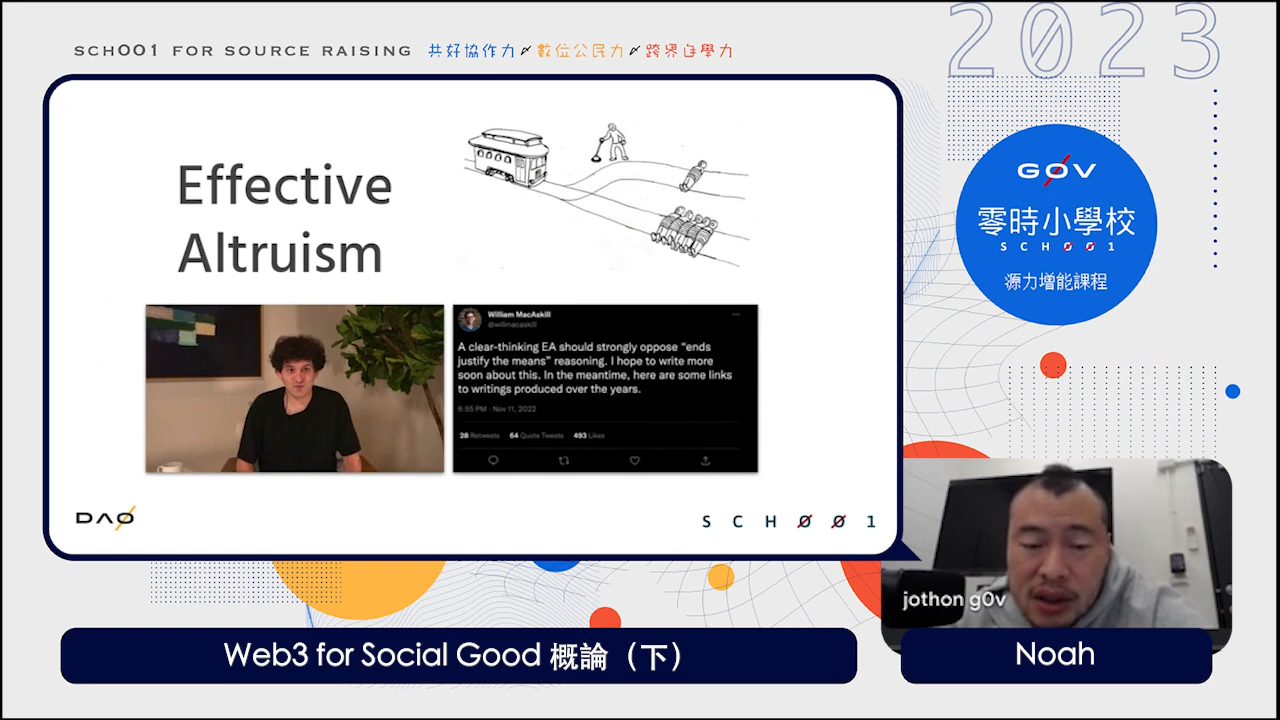 SCH001 FOR SOURCE RAISING 共好協作力 數位公民力 跨界自學力
2023
G0V
零時小學校
SCH001
源力增能課程
Effective
Altruism
William MacAskill
@willmacaskill
A clear-thinking EA should strongly oppose "ends
justify the means" reasoning. I hope to write more
soon about this. In the meantime, here are some links
to writings produced over the years.
6:55 PM · Nov 11, 2022
28 Retweets 64 Quote Tweets 493 Likes
DAO
SCH001
jothon g0v
Web3 for Social Good 概論（下）
Noah